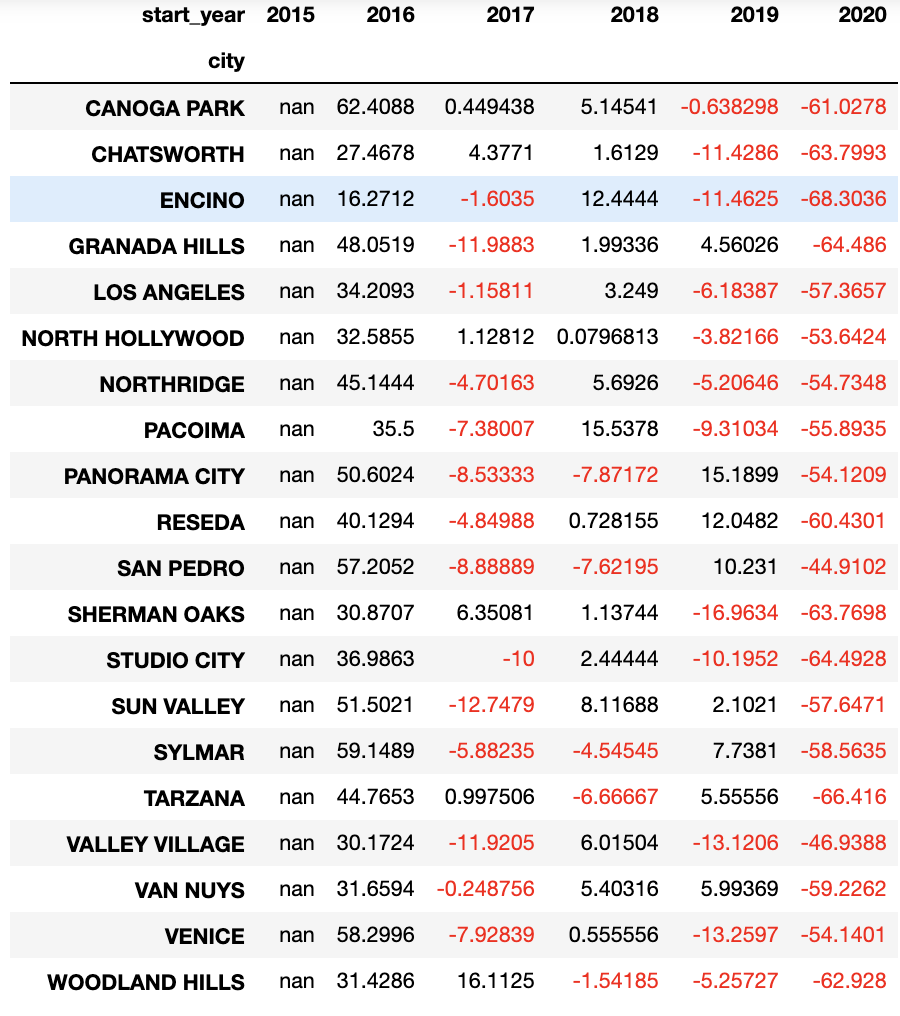 start_year 2015 2016 2017 2018 2019 2020
city
CANOGA PARK nan 62.4088 0.449438 5.14541 -0.638298 -61.0278
CHATSWORTH nan 27.4678 4.3771 1.6129 -11.4286 -63.7993
ENCINO nan 16.2712 -1.6035 12.4444 -11.4625 -68.3036
GRANADA HILLS nan 48.0519 -11.9883 1.99336 4.56026 -64.486
LOS ANGELES nan 34.2093 -1.15811 3.249 -6.18387 -57.3657
NORTH HOLLYWOOD nan 32.5855 1.12812 0.0796813 -3.82166 -53.6424
NORTHRIDGE nan 45.1444 -4.70163 5.6926 -5.20646 -54.7348
PACOIMA nan 35.5 -7.38007 15.5378 -9.31034 -55.8935
PANORAMA CITY nan 50.6024 -8.53333 -7.87172 15.1899 -54.1209
RESEDA nan 40.1294 -4.84988 0.728155 12.0482 -60.4301
SAN PEDRO nan 57.2052 -8.88889 -7.62195 10.231 -44.9102
SHERMAN OAKS nan 30.8707 6.35081 1.13744 -16.9634 -63.7698
STUDIO CITY nan 36.9863 -10 2.44444 -10.1952 -64.4928
SUN VALLEY nan 51.5021 -12.7479 8.11688 2.1021 -57.6471
SYLMAR nan 59.1489 -5.88235 -4.54545 7.7381 -58.5635
TARZANA nan 44.7653 0.997506 -6.66667 5.55556 -66.416
VALLEY VILLAGE nan 30.1724 -11.9205 6.01504 -13.1206 -46.9388
VAN NUYS nan 31.6594 -0.248756 5.40316 5.99369 -59.2262
VENICE nan 58.2996 -7.92839 0.555556 -13.2597 -54.1401
WOODLAND HILLS nan 31.4286 16.1125 -1.54185 -5.25727 -62.928